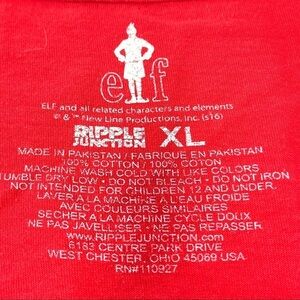 elf
ELF and all related characters and elements
© & ™ New Line Productions, Inc. (s16)
RIPPLE JUNCTION XL
MADE IN PAKISTAN / FABRIQUE EN PAKISTAN
100% COTTON / 100% COTON
MACHINE WASH COLD WITH LIKE COLORS
TUMBLE DRY LOW • DO NOT BLEACH • DO NOT IRON
NOT INTENDED FOR CHILDREN 12 AND UNDER.
LAVER A LA MACHINE A L'EAU FROIDE
AVEC COULEURS SIMILAIRES
SECHER A LA MACHINE CYCLE DOUX
NE PAS JAVELLISER • NE PAS REPASSER
WWW.RIPPLEJUNCTION.COM
6183 CENTRE PARK DRIVE
WEST CHESTER, OHIO 45069 USA
RN#110927